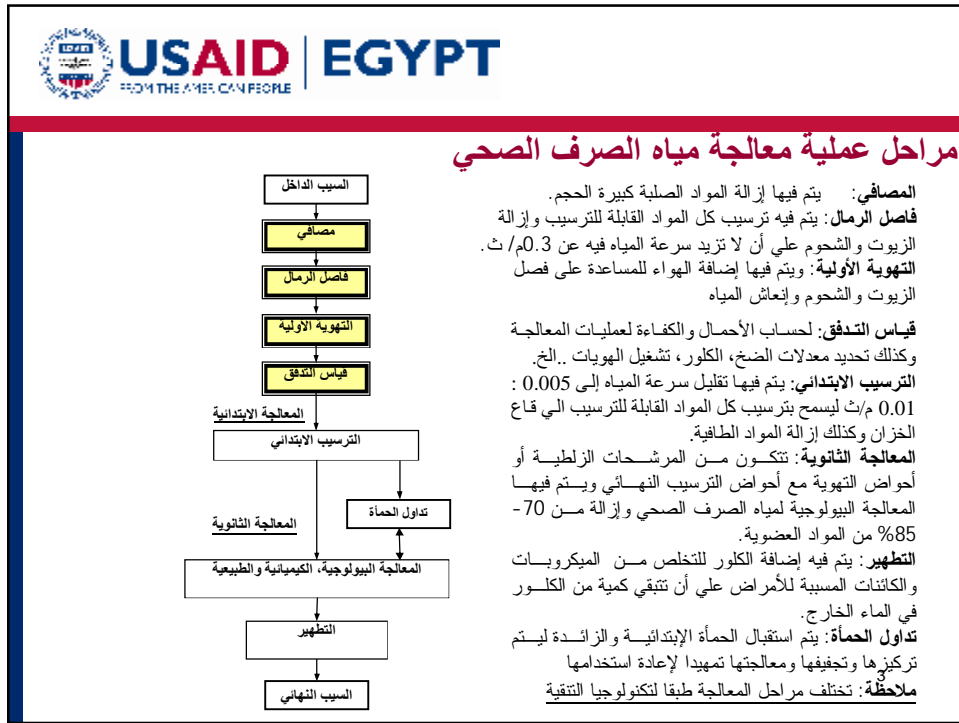 USAID | EGYPT
FROM THE AMERICAN PEOPLE
مراحل عملية معالجة مياه الصرف الصحي
المصافي: يتم فيها إزالة المواد الصلبة كبيرة الحجم.
فاصل الرمال: يتم فيه ترسيب كل المواد القابلة للترسيب وإزالة
الزيوت والشحوم علي أن لا تزيد سرعة المياه فيه عن 0.3م/ ث.
التهوية الأولية: ويتم فيها إضافة الهواء للمساعدة على فصل
الزيوت والشحوم وإنعاش المياه
قياس التدفق: لحساب الأحمال والكفاءة لعمليات المعالجة
وكذلك تحديد معدلات الضخ، الكلور، تشغيل الهويات ..الخ.
الترسيب الابتدائي: يتم فيها تقليل سرعة المياه إلى 0.005 :
0.01 م/ث ليسمح بترسيب كل المواد القابلة للترسيب الي قاع
الخزان وكذلك إزالة المواد الطافية.
المعالجة الثانوية: تتكون من المرشحات الزلطية أو
أحواض التهوية مع أحواض الترسيب النهائي ويتم فيها
المعالجة البيولوجية لمياه الصرف الصحي وإزالة من 70-
85% من المواد العضوية.
التطهير: يتم فيه إضافة الكلور للتخلص من الميكروبات
والكائنات المسببة للأمراض علي أن تتبقي كمية من الكلور
في الماء الخارج.
تداول الحمأة: يتم استقبال الحمأة الإبتدائية والزائدة ليتم
تركيزها وتجفيفها ومعالجتها تمهيدا لإعادة استخدامها
ملاحظة: تختلف مراحل المعالجة طبقا لتكنولوجيا التنقية
3
السيب الداخل
مصافي
فاصل الرمال
التهوية الاولية
قياس التدفق
المعالجة الابتدائية
الترسيب الابتدائي
تداول الحمأة
المعالجة الثانوية
المعالجة البيولوجية، الكيميائية والطبيعية
التطهير
السيب النهائي